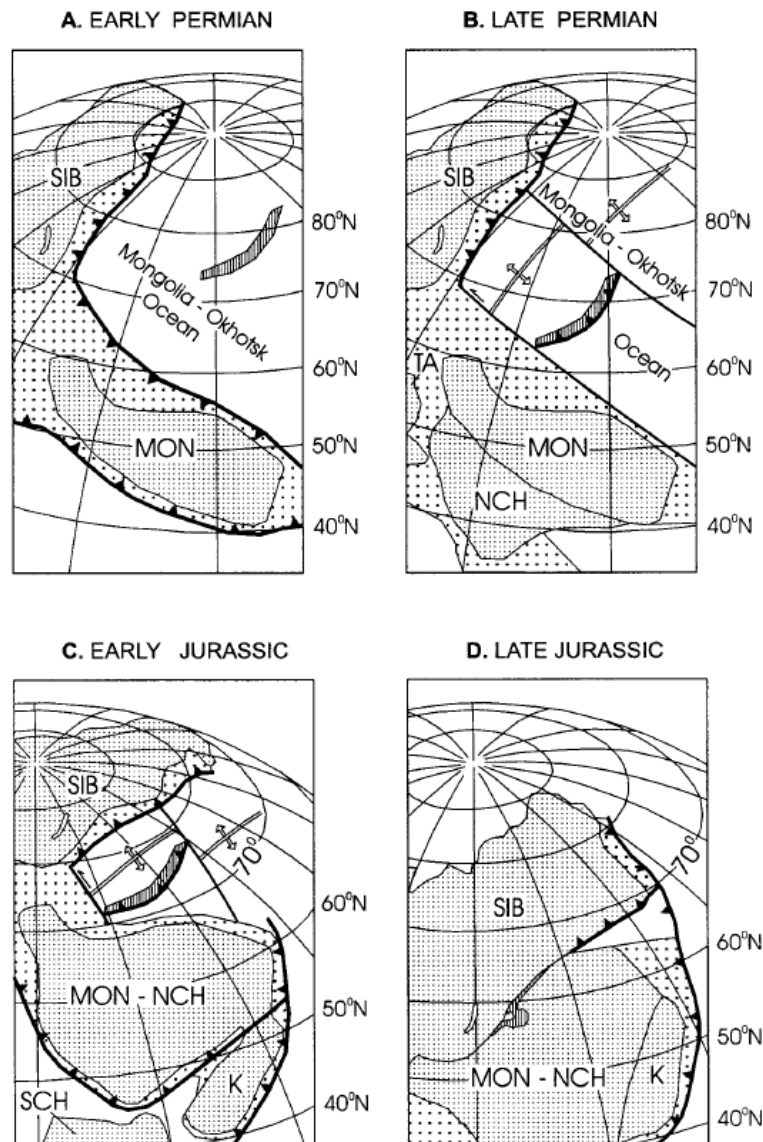 A. EARLY PERMIAN
SIB
Mongolia - Okhotsk
Ocean
MON
80°N
70°N
60°N
50°N
40°N
B. LATE PERMIAN
SIB
Mongolia - Okhotsk
Ocean
TA
MON
NCH
80°N
70°N
60°N
50°N
40°N
C. EARLY JURASSIC
SIB
70°
MON - NCH
K
SCH
60°N
50°N
40°N
D. LATE JURASSIC
70°
SIB
MON - NCH
K
60°N
50°N
40°N